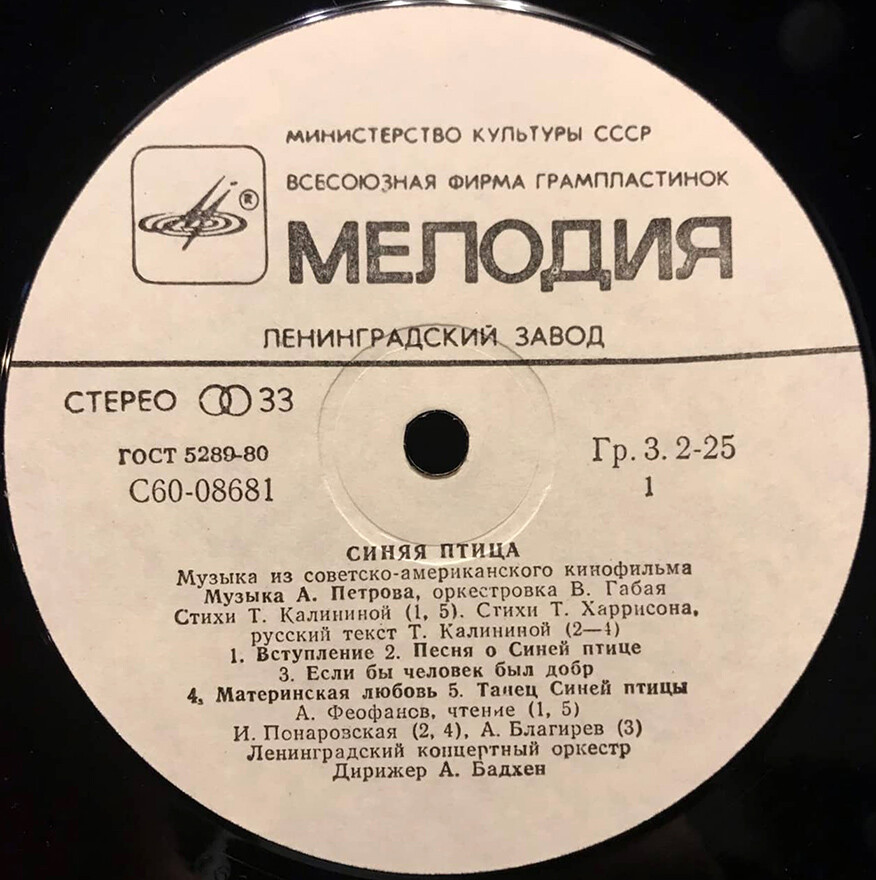 МИНИСТЕРСТВО КУЛЬТУРЫ СССР
ВСЕСОЮЗНАЯ ФИРМА ГРАМПЛАСТИНОК
®
МЕЛОДИЯ
ЛЕНИНГРАДСКИЙ ЗАВОД
СТЕРЕО 33
ГОСТ 5289-80
С60-08681
Гр. 3. 2-25
1
СИНЯЯ ПТИЦА
Музыка из советско-американского кинофильма
Музыка А. Петрова, оркестровка В. Габая
Стихи Т. Калининой (1, 5). Стихи Т. Харрисона,
русский текст Т. Калининой (2—4)
1. Вступление 2. Песня о Синей птице
3. Если бы человек был добр
4. Материнская любовь 5. Танец Синей птицы
А. Феофанов, чтение (1, 5)
И. Понаровская (2, 4), А. Благирев (3)
Ленинградский концертный оркестр
Дирижер А. Бадхен